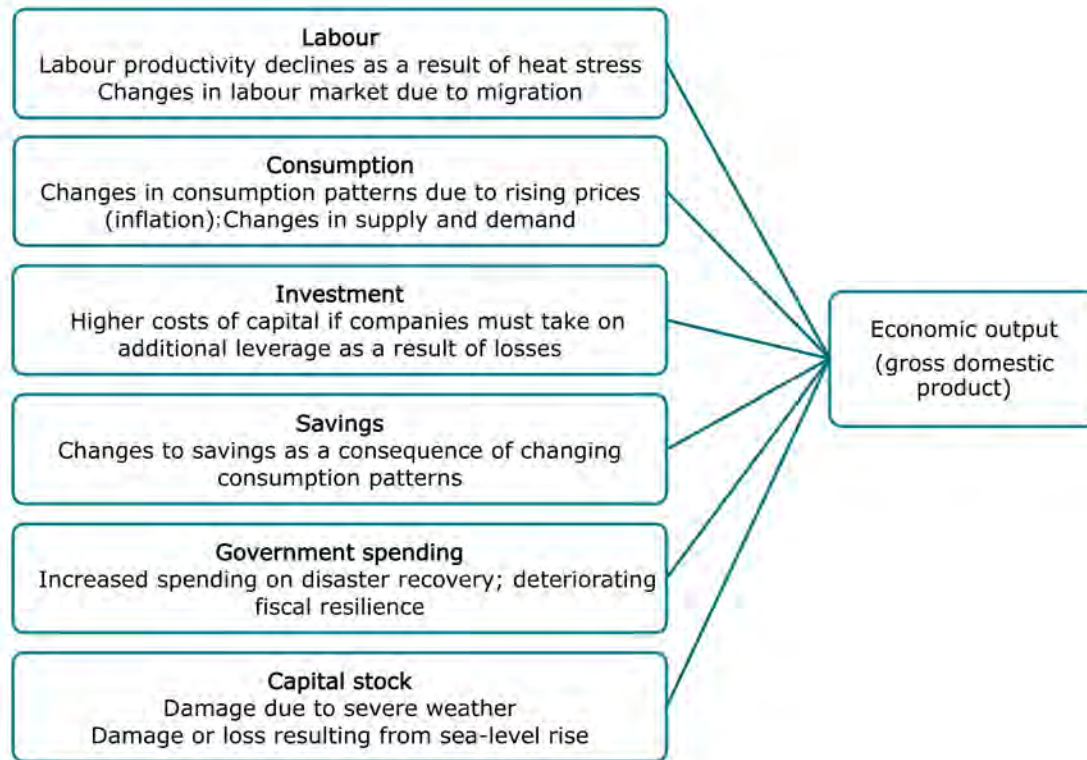 Labour
Labour productivity declines as a result of heat stress
Changes in labour market due to migration
Consumption
Changes in consumption patterns due to rising prices
(inflation):Changes in supply and demand
Investment
Higher costs of capital if companies must take on
additional leverage as a result of losses
Savings
Changes to savings as a consequence of changing
consumption patterns
Government spending
Increased spending on disaster recovery; deteriorating
fiscal resilience
Capital stock
Damage due to severe weather
Damage or loss resulting from sea-level rise
Economic output
(gross domestic
product)